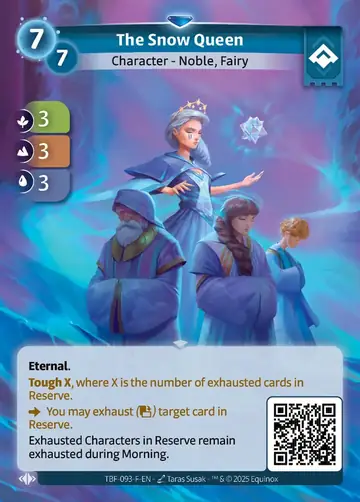 7
7
The Snow Queen
Character - Noble, Fairy
3
3
3
Eternal.
Tough X, where X is the number of exhausted cards in
Reserve.
You may exhaust () target card in
Reserve.
Exhausted Characters in Reserve remain
exhausted during Morning.
TBF-093-F-EN - Taras Susak - ™ & © 2025 Equinox